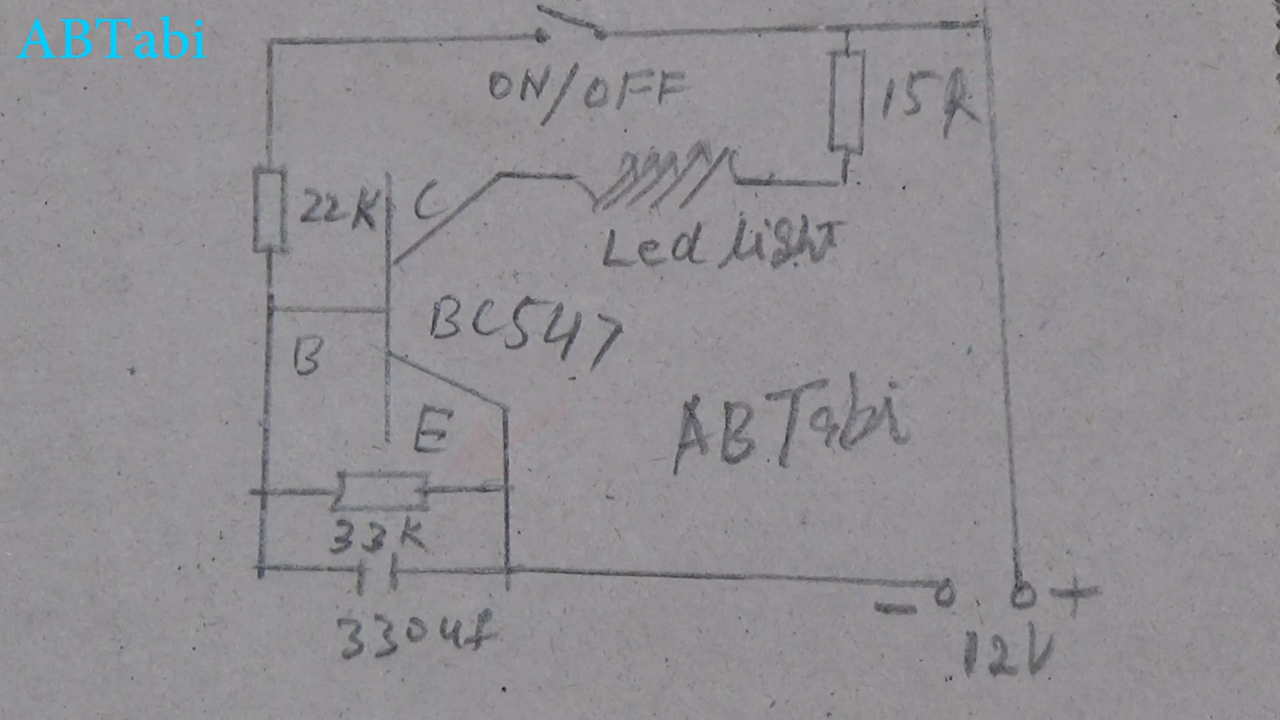 ABTabi
ON/OFF
15R
22K
C
Led light
BC547
B
E
ABTabi
33K
330uf
- +
12V